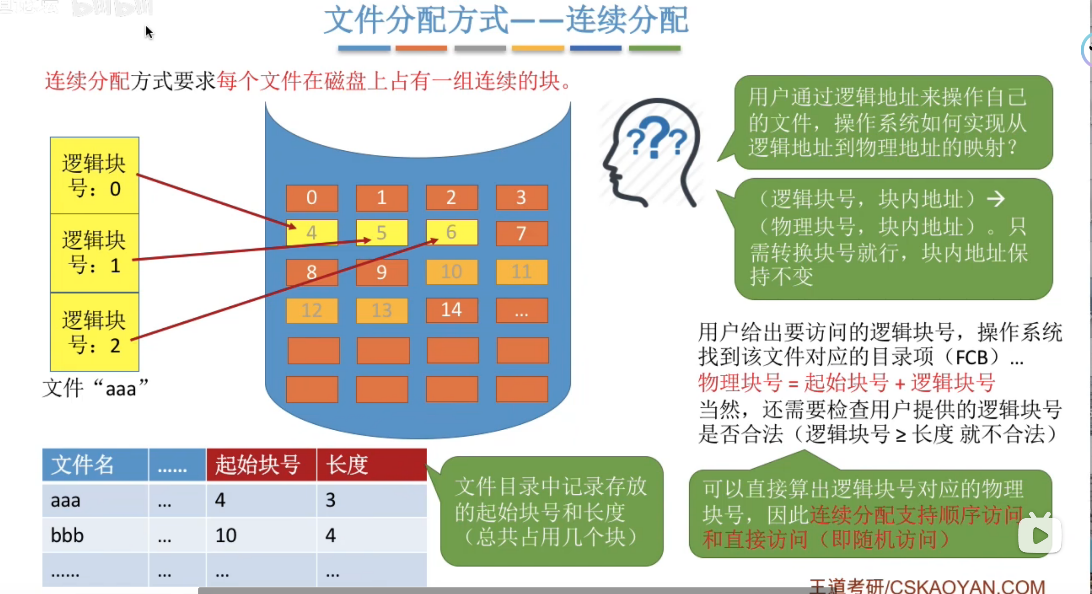 文件分配方式——连续分配
连续分配方式要求每个文件在磁盘上占有一组连续的块。
逻辑块
号：0
逻辑块
号：1
逻辑块
号：2
文件“aaa”
0 1 2 3
4 5 6 7
8 9 10 11
12 13 14 ...
???
用户通过逻辑地址来操作自己
的文件，操作系统如何实现从
逻辑地址到物理地址的映射？
（逻辑块号，块内地址）→
（物理块号，块内地址）。只
需转换块号就行，块内地址保
持不变
用户给出要访问的逻辑块号，操作系统
找到该文件对应的目录项（FCB）…
物理块号 = 起始块号 + 逻辑块号
当然，还需要检查用户提供的逻辑块号
是否合法（逻辑块号 ≥ 长度 就不合法）
文件名 …… 起始块号 长度
aaa … 4 3
bbb … 10 4
…… … … …
文件目录中记录存放
的起始块号和长度
（总共占用几个块）
可以直接算出逻辑块号对应的物理
块号，因此连续分配支持顺序访问
和直接访问（即随机访问）
王道考研/CSKAOYAN.COM